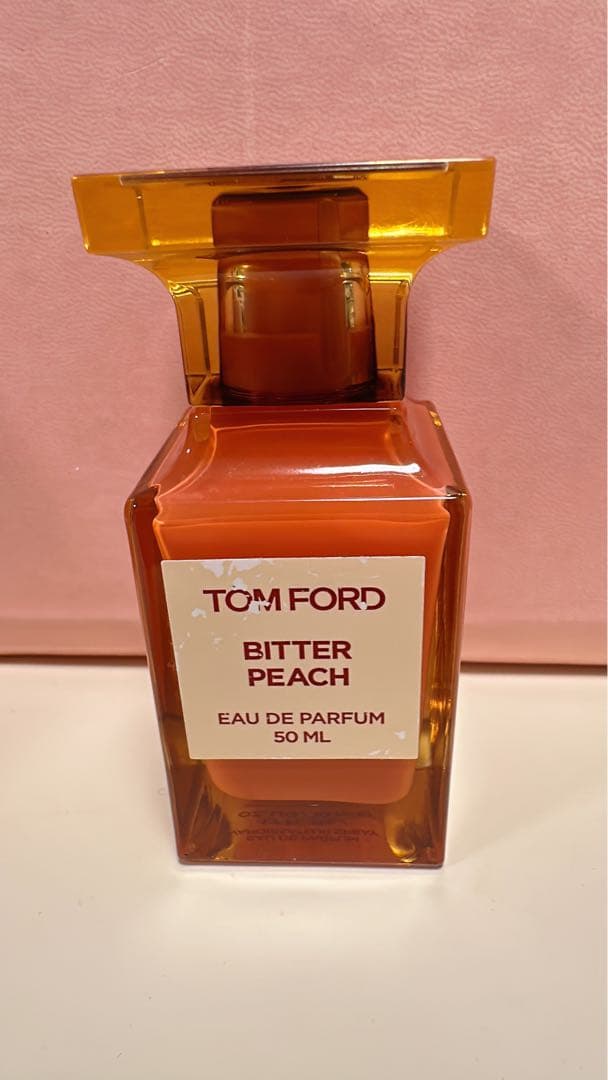 TOM FORD
BITTER
PEACH
EAU DE PARFUM
50 ML